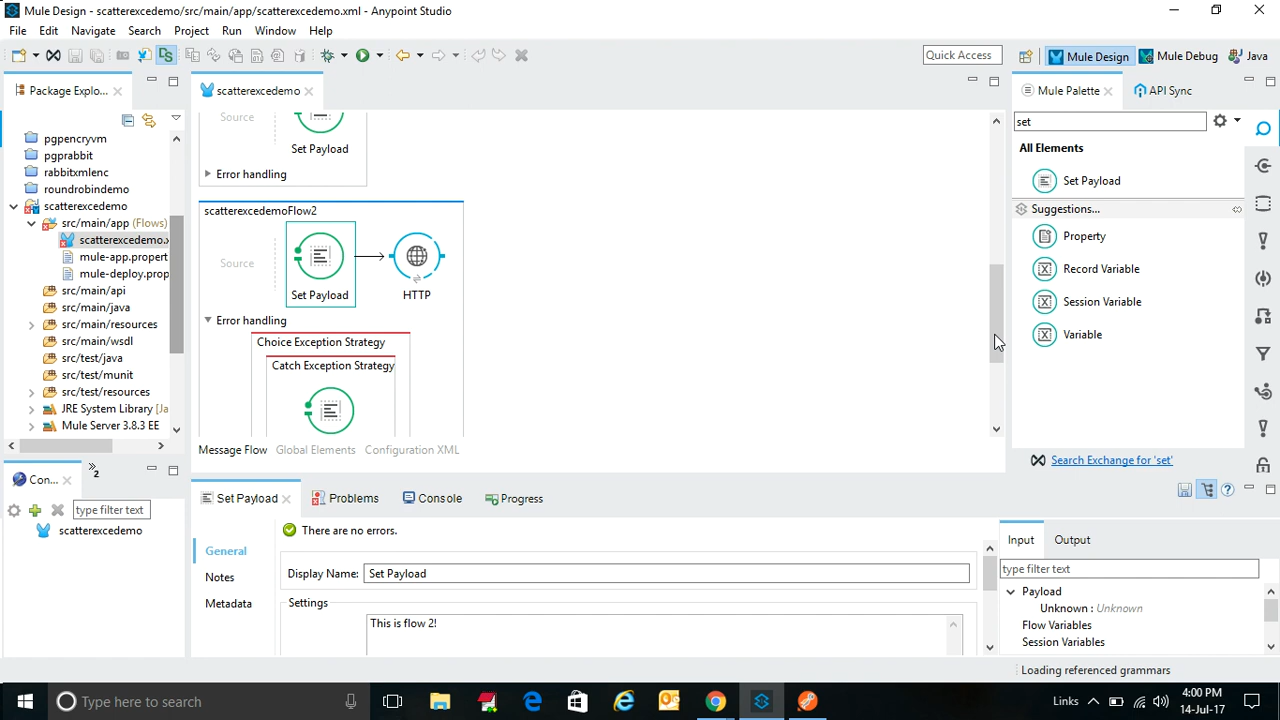 Mule Design - scatterexcedemo/src/main/app/scatterexcedemo.xml - Anypoint Studio
File Edit Navigate Search Project Run Window Help
Quick Access
Mule Design
Mule Debug
Java
Package Explo...
pgpencryvm
pgprabbit
rabbitxmlenc
roundrobindemo
scatterexcedemo
src/main/app (Flows)
scatterexcedemo.x
mule-app.propert
mule-deploy.prop
src/main/api
src/main/java
src/main/resources
src/main/wsdl
src/test/java
src/test/munit
src/test/resources
JRE System Library [Ja
Mule Server 3.8.3 EE
Con...
2
type filter text
scatterexcedemo
scatterexcedemo
Source
Set Payload
Error handling
scatterexcedemoFlow2
Source
Set Payload
HTTP
Error handling
Choice Exception Strategy
Catch Exception Strategy
Message Flow Global Elements Configuration XML
Set Payload
Problems
Console
Progress
There are no errors.
General
Notes
Metadata
Display Name: Set Payload
Settings
This is flow 2!
Mule Palette
API Sync
set
All Elements
Set Payload
Suggestions...
Property
Record Variable
Session Variable
Variable
Search Exchange for 'set'
Input
Output
type filter text
Payload
Unknown : Unknown
Flow Variables
Session Variables
Loading referenced grammars
Type here to search
Links
4:00 PM
14-Jul-17